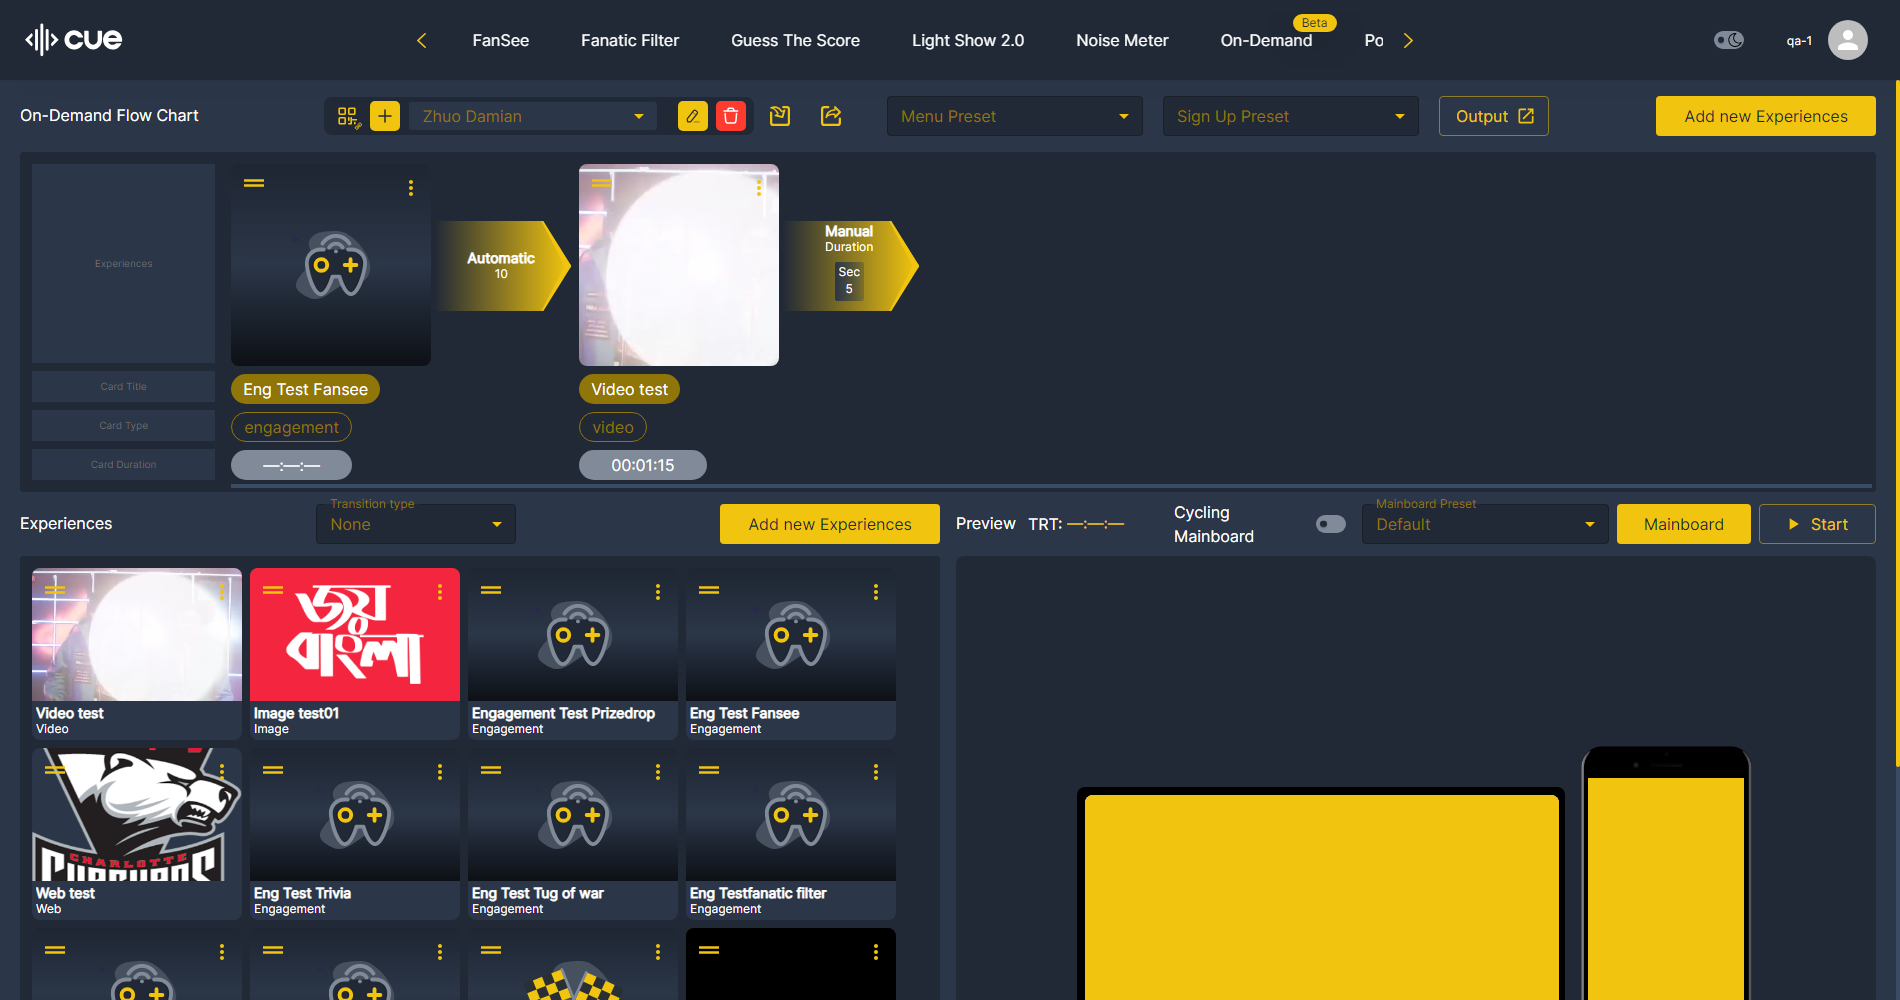 cue
FanSee
Fanatic Filter
Guess The Score
Light Show 2.0
Noise Meter
On-Demand
Beta
Po
qa-1
On-Demand Flow Chart
Zhuo Damian
Menu Preset
Sign Up Preset
Output
Add new Experiences
Experiences
Card Title
Card Type
Card Duration
Automatic
10
Manual
Duration
Sec
5
Eng Test Fansee
engagement
—:—:—
Video test
video
00:01:15
Experiences
Transition type
None
Add new Experiences
Preview
TRT: —:—:—
Cycling
Mainboard
Mainboard Preset
Default
Mainboard
Start
Video test
Video
জয়
বাংলা
Image test01
Image
Engagement Test Prizedrop
Engagement
Eng Test Fansee
Engagement
CHARLOTTE
Web test
Web
Eng Test Trivia
Engagement
Eng Test Tug of war
Engagement
Eng Testfanatic filter
Engagement